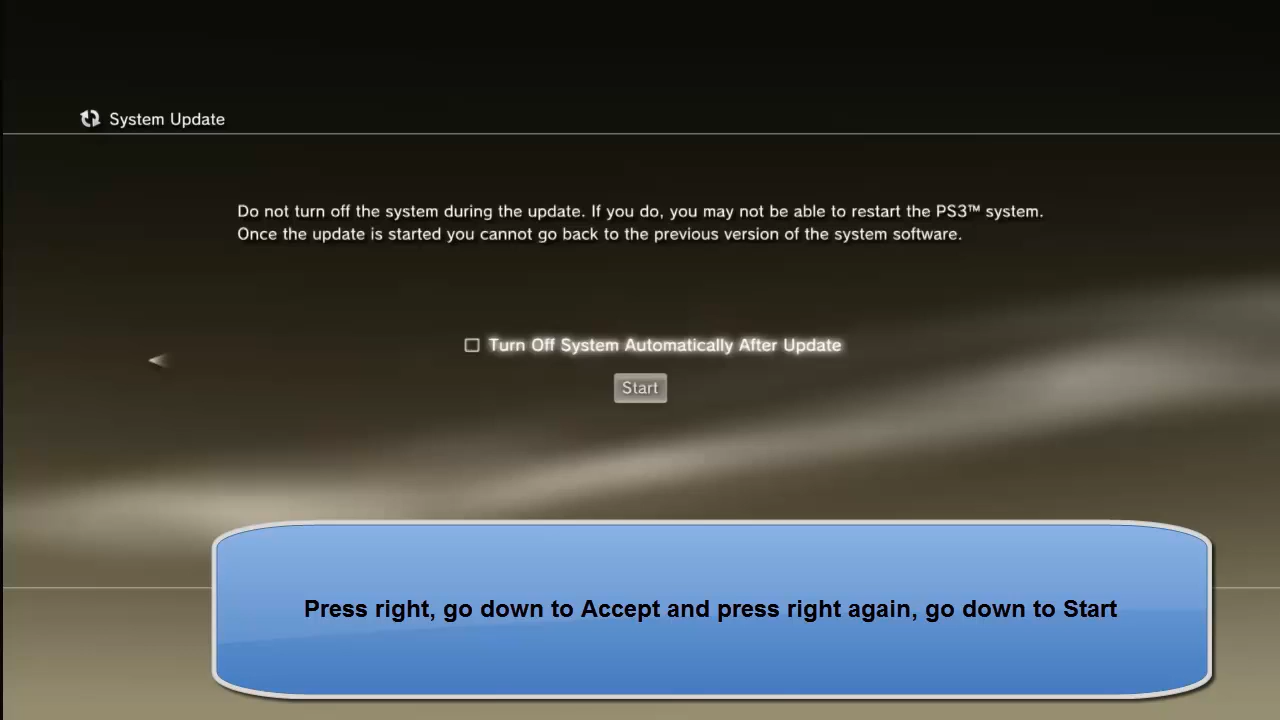 System Update
Do not turn off the system during the update. If you do, you may not be able to restart the PS3™ system.
Once the update is started you cannot go back to the previous version of the system software.
Turn Off System Automatically After Update
Start
Press right, go down to Accept and press right again, go down to Start